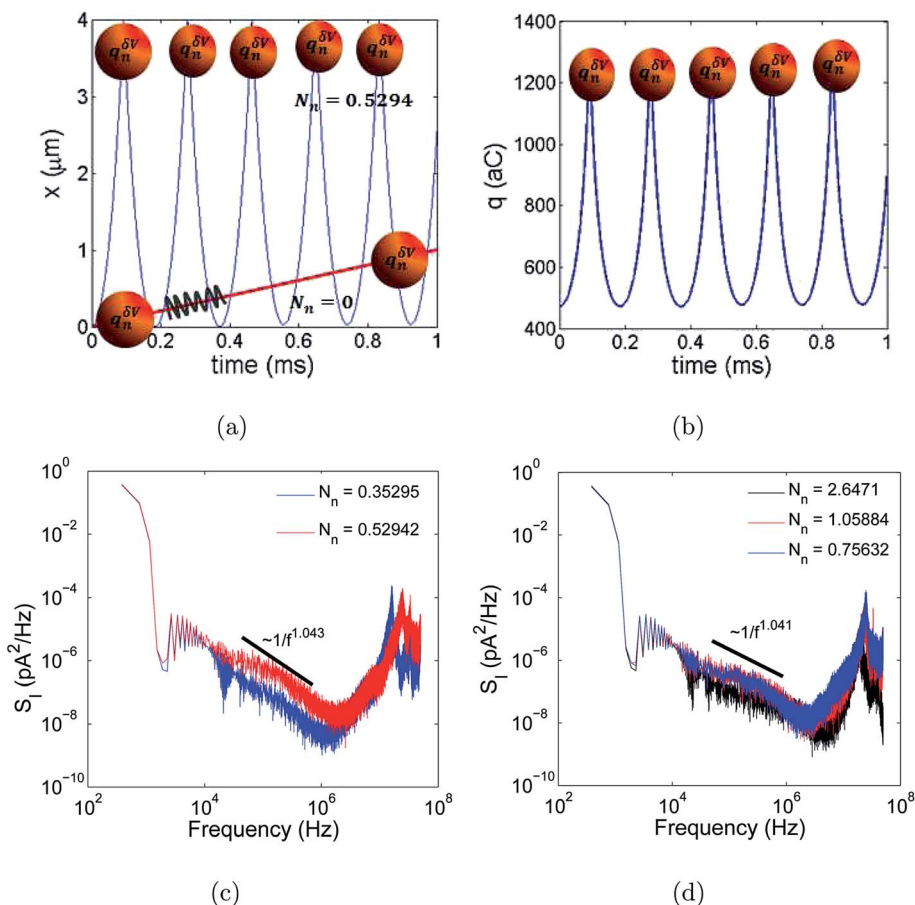 4
3
2
1
0
x (μm)
q_n^{δV} q_n^{δV} q_n^{δV} q_n^{δV} q_n^{δV}
N_n = 0.5294
q_n^{δV}
q_n^{δV}
N_n = 0
0 0.2 0.4 0.6 0.8 1
time (ms)
(a)
1400
1200
1000
800
600
400
q (aC)
q_n^{δV} q_n^{δV} q_n^{δV} q_n^{δV} q_n^{δV}
0 0.2 0.4 0.6 0.8 1
time (ms)
(b)
10^0
10^-2
10^-4
10^-6
10^-8
10^-10
S_I (pA^2/Hz)
N_n = 0.35295
N_n = 0.52942
~1/f^1.043
10^2 10^4 10^6 10^8
Frequency (Hz)
(c)
10^0
10^-2
10^-4
10^-6
10^-8
10^-10
S_I (pA^2/Hz)
N_n = 2.6471
N_n = 1.05884
N_n = 0.75632
~1/f^1.041
10^2 10^4 10^6 10^8
Frequency (Hz)
(d)